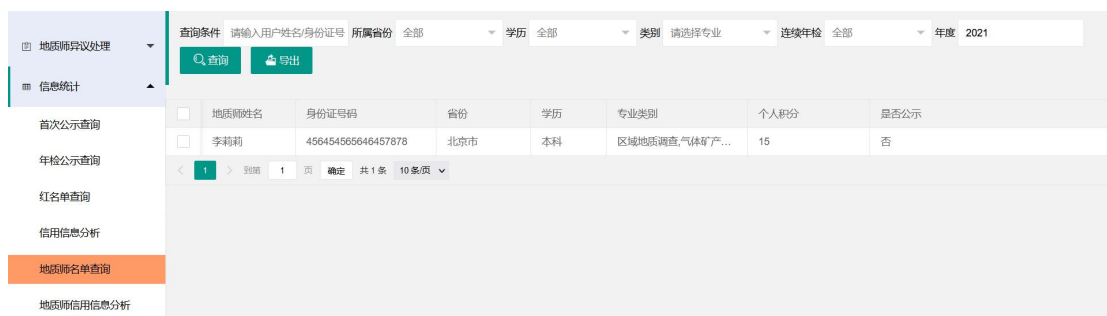 地质师异议处理
信息统计
首次公示查询
年检公示查询
红名单查询
信用信息分析
地质师名单查询
地质师信用信息分析
查询条件 请输入用户姓名/身份证号 所属省份 全部 学历 全部 类别 请选择专业 连续年检 全部 年度 2021
查询 导出
地质师姓名 身份证号码 省份 学历 专业类别 个人积分 是否公示
李莉莉 456454565646457878 北京市 本科 区域地质调查,气体矿产... 15 否
1 到第 1 页 确定 共 1 条 10 条/页